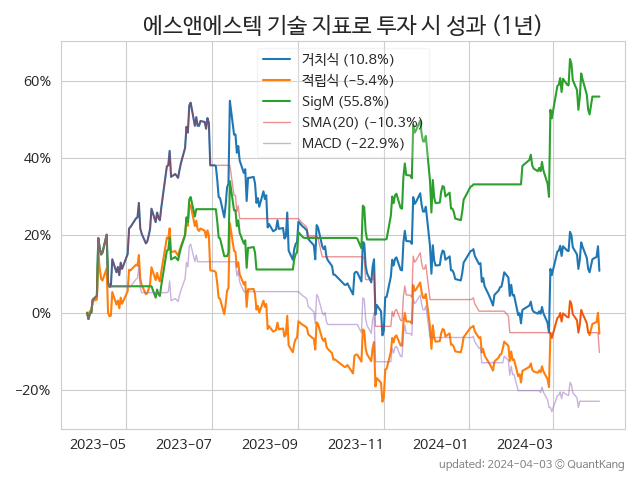 에스앤에스텍 기술 지표로 투자 시 성과 (1년)
거치식 (10.8%)
적립식 (−5.4%)
SigM (55.8%)
SMA(20) (−10.3%)
MACD (−22.9%)
60%
40%
20%
0%
−20%
2023-05 2023-07 2023-09 2023-11 2024-01 2024-03
updated: 2024-04-03 © QuantKang